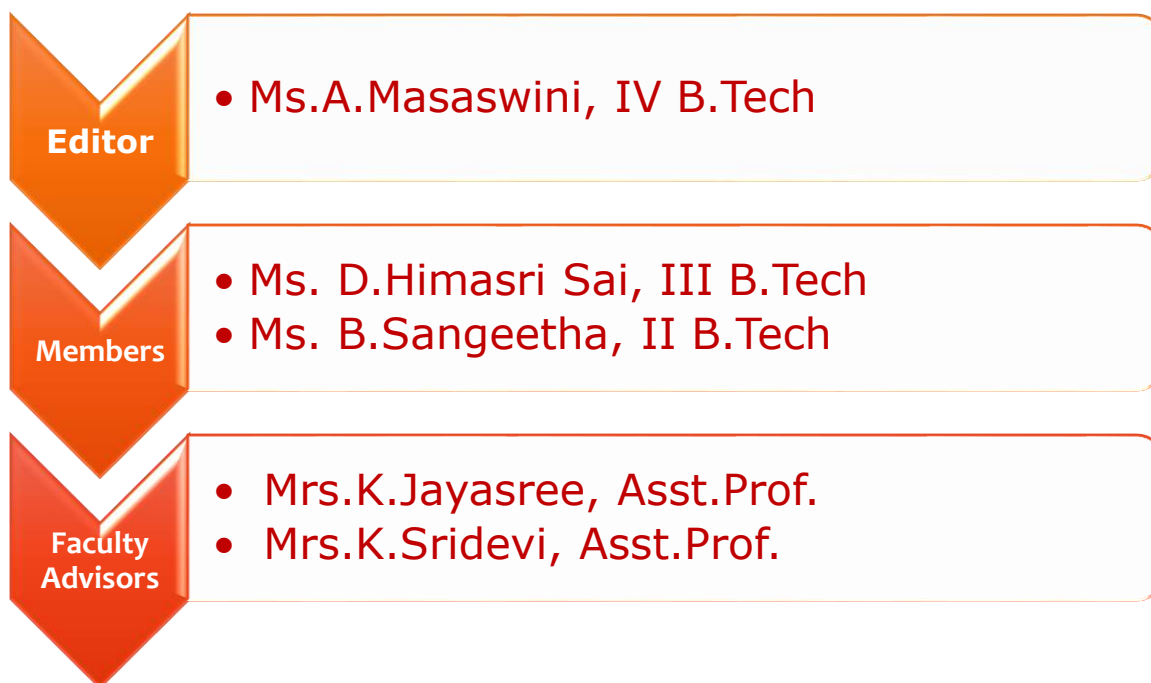 Editor
• Ms.A.Masaswini, IV B.Tech
Members
• Ms. D.Himasri Sai, III B.Tech
• Ms. B.Sangeetha, II B.Tech
Faculty
Advisors
• Mrs.K.Jayasree, Asst.Prof.
• Mrs.K.Sridevi, Asst.Prof.